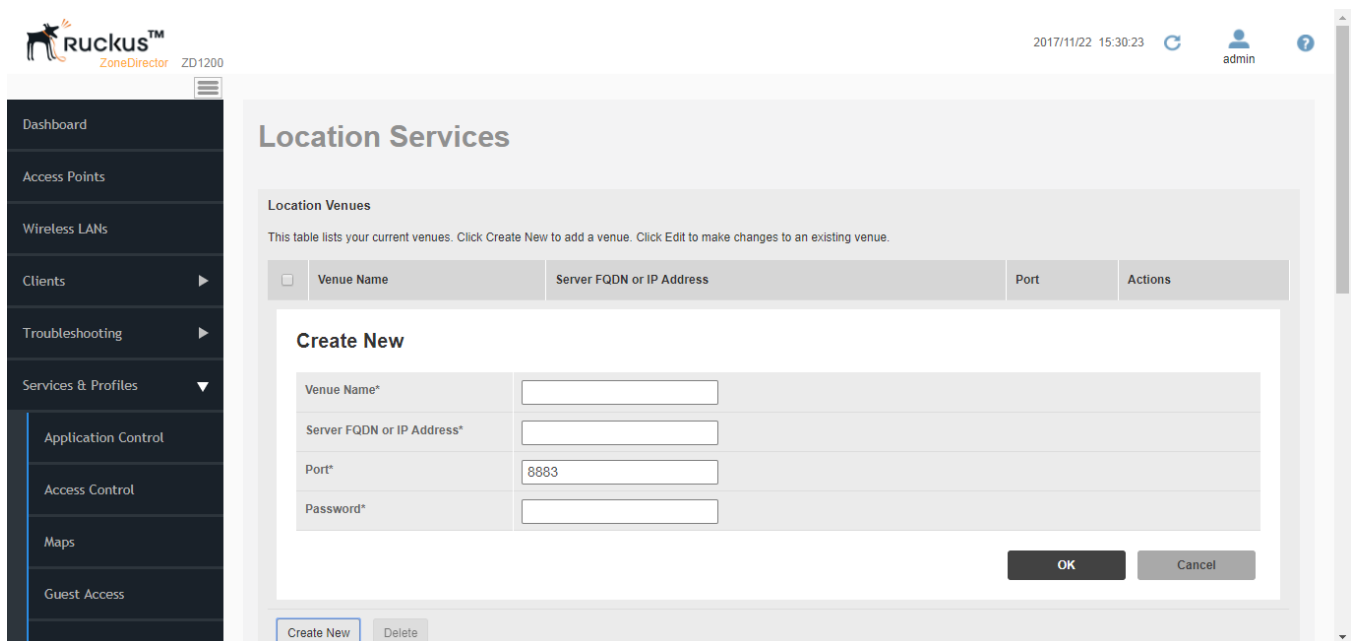 Ruckus™
ZoneDirector ZD1200
2017/11/22 15:30:23
admin
?
Dashboard
Access Points
Wireless LANs
Clients
Troubleshooting
Services & Profiles
Application Control
Access Control
Maps
Guest Access
Location Services
Location Venues
This table lists your current venues. Click Create New to add a venue. Click Edit to make changes to an existing venue.
Venue Name Server FQDN or IP Address Port Actions
Create New
Venue Name*
Server FQDN or IP Address*
Port* 8883
Password*
OK Cancel
Create New Delete